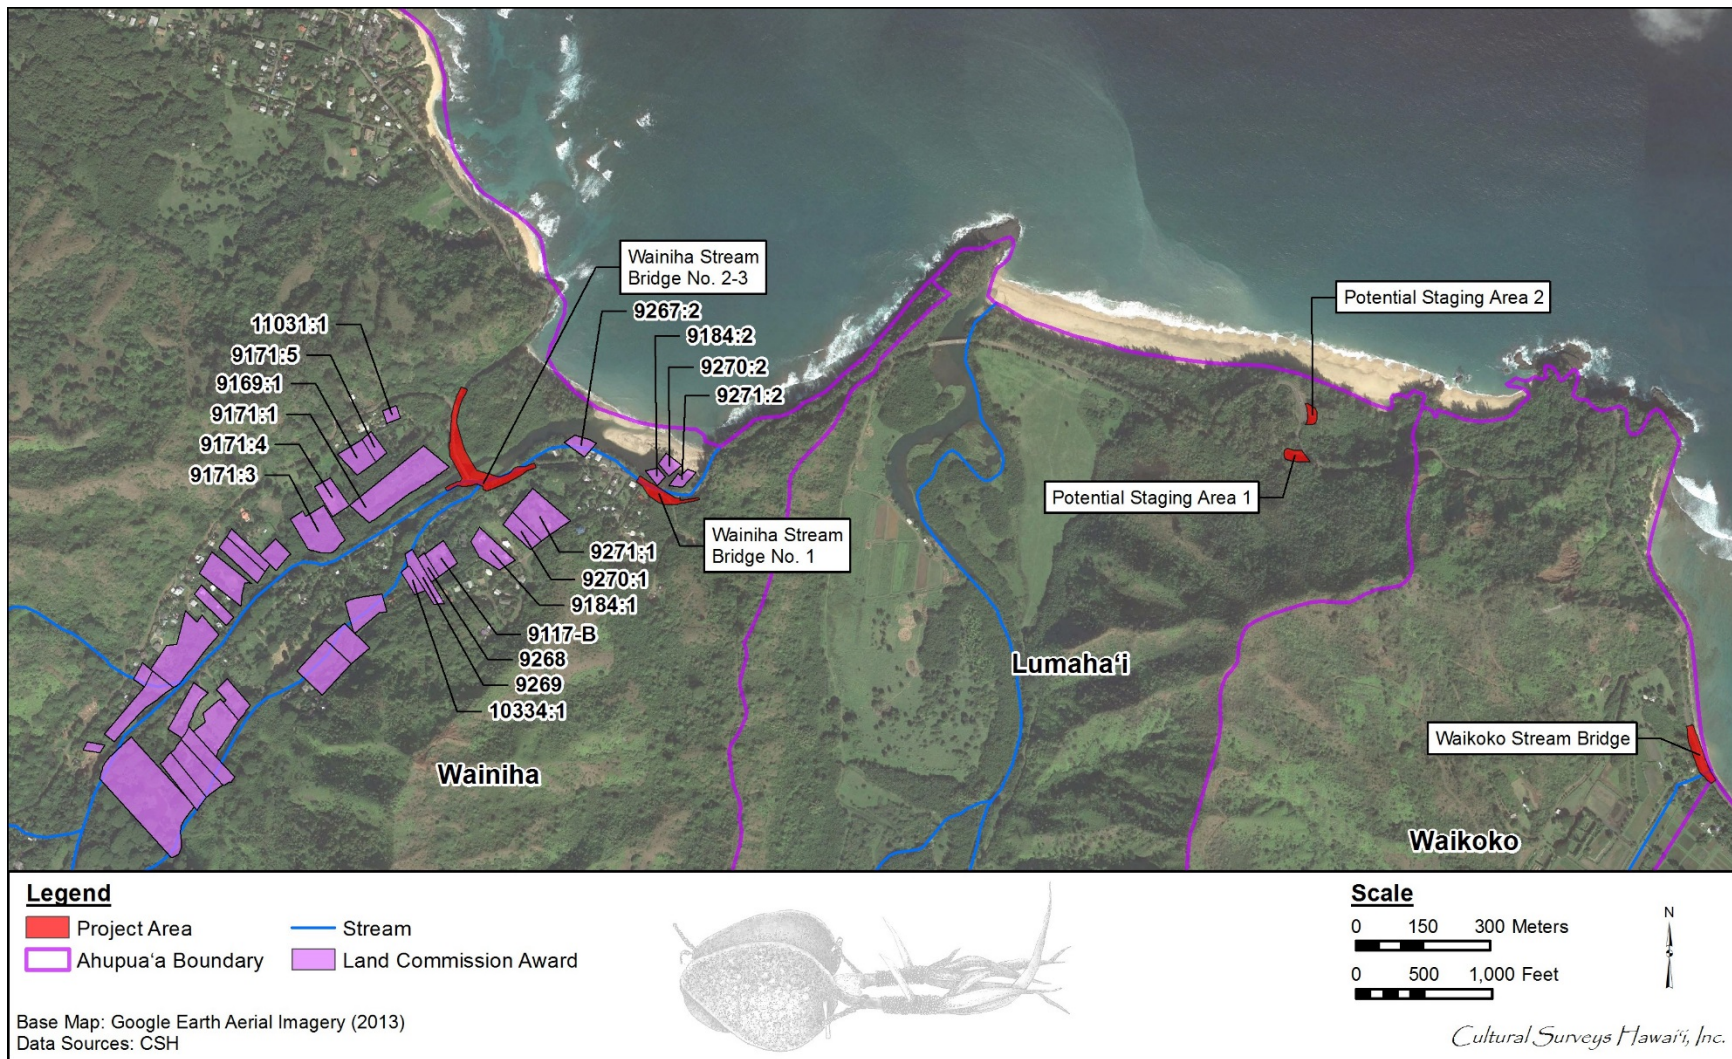 Wainiha Stream
Bridge No. 2-3
9267:2
9184:2
9270:2
9271:2
11031:1
9171:5
9169:1
9171:1
9171:4
9171:3
Potential Staging Area 2
Potential Staging Area 1
Wainiha Stream
Bridge No. 1
9271:1
9270:1
9184:1
9117-B
9268
9269
10334:1
Lumahaʻi
Wainiha
Waikoko Stream Bridge
Waikoko
Legend
Project Area
Stream
Ahupuaʻa Boundary
Land Commission Award
Base Map: Google Earth Aerial Imagery (2013)
Data Sources: CSH
Scale
0 150 300 Meters
0 500 1,000 Feet
N
Cultural Surveys Hawaiʻi, Inc.